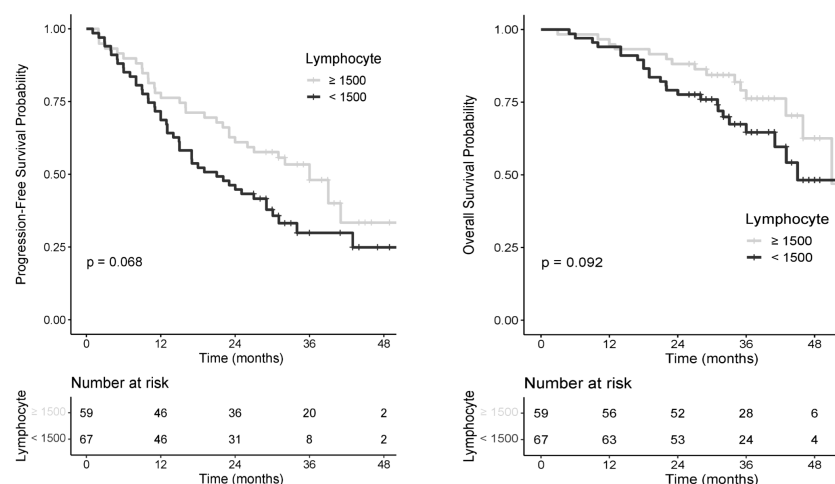 Progression-Free Survival Probability
1.00
0.75
0.50
0.25
0.00
Lymphocyte
≥ 1500
< 1500
p = 0.068
0 12 24 36 48
Time (months)
Number at risk
Lymphocyte
≥ 1500 59 46 36 20 2
< 1500 67 46 31 8 2
0 12 24 36 48
Time (months)
Overall Survival Probability
1.00
0.75
0.50
0.25
0.00
Lymphocyte
≥ 1500
< 1500
p = 0.092
0 12 24 36 48
Time (months)
Number at risk
Lymphocyte
≥ 1500 59 56 52 28 6
< 1500 67 63 53 24 4
0 12 24 36 48
Time (months)